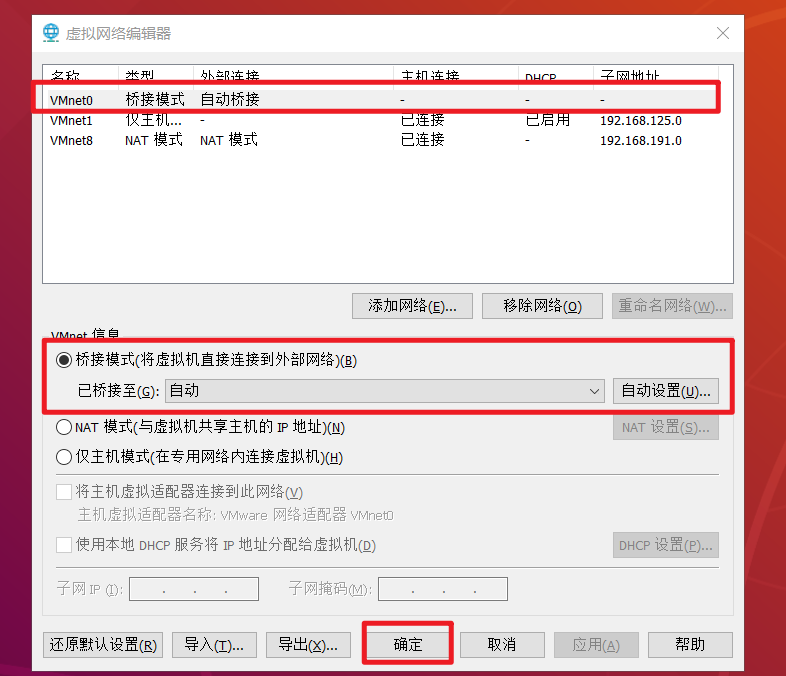 虚拟网络编辑器
名称 类型 外部连接 主机连接 DHCP 子网地址
VMnet0 桥接模式 自动桥接 - - -
VMnet1 仅主机... - 已连接 已启用 192.168.125.0
VMnet8 NAT 模式 NAT 模式 已连接 - 192.168.191.0
添加网络(E)... 移除网络(O) 重命名网络(W)...
VMnet 信息
桥接模式(将虚拟机直接连接到外部网络)(B)
已桥接至(G): 自动 自动设置(U)...
NAT 模式(与虚拟机共享主机的 IP 地址)(N) NAT 设置(S)...
仅主机模式(在专用网络内连接虚拟机)(H)
将主机虚拟适配器连接到此网络(V)
主机虚拟适配器名称: VMware 网络适配器 VMnet0
使用本地 DHCP 服务将 IP 地址分配给虚拟机(D) DHCP 设置(P)...
子网 IP (I): . . . 子网掩码(M): . . .
还原默认设置(R) 导入(T)... 导出(X)... 确定 取消 应用(A) 帮助